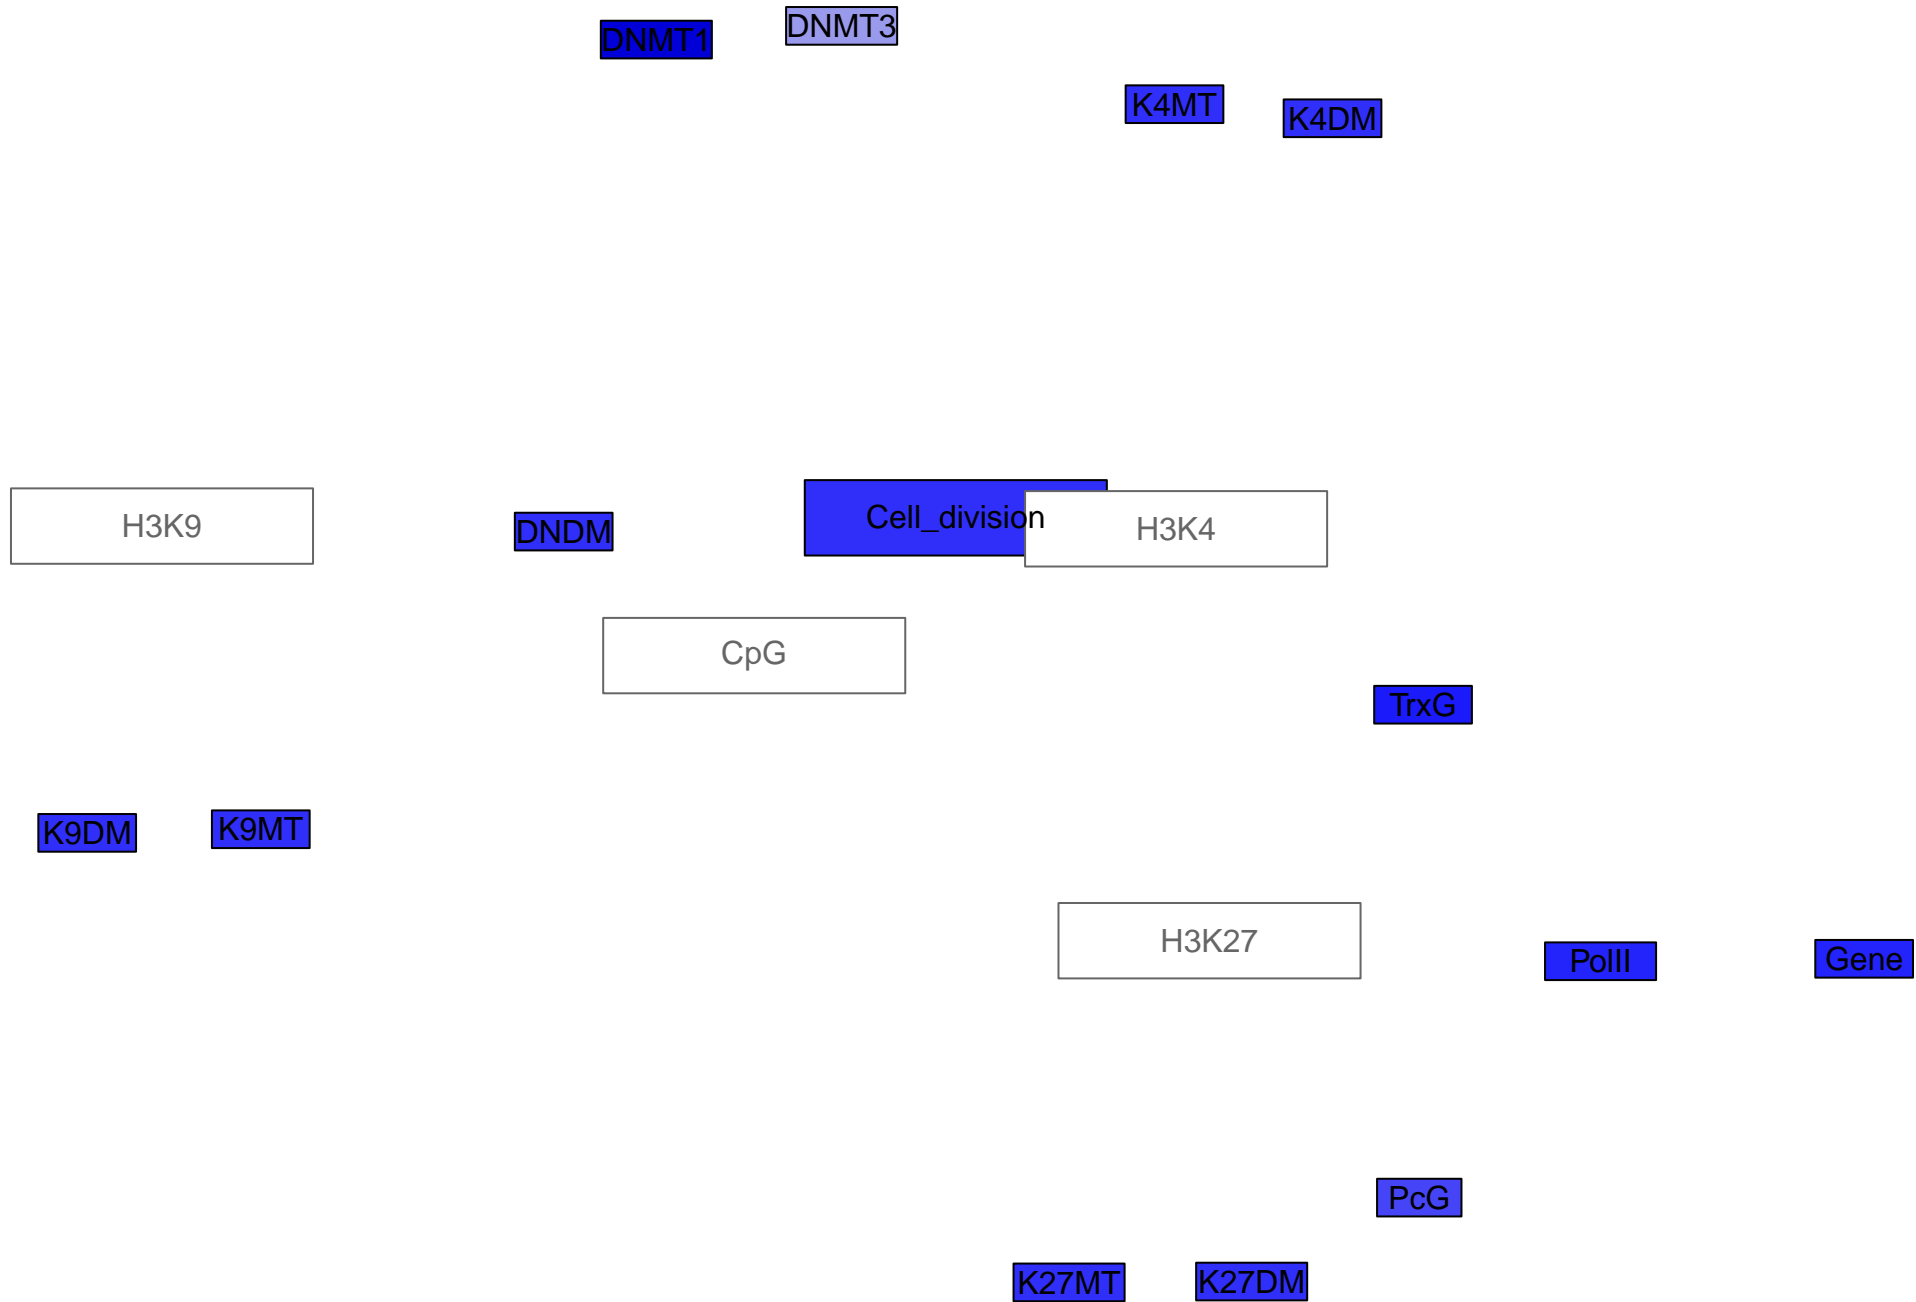 DNMT1
DNMT3
K4MT
K4DM
H3K9
DNDM
Cell_division
H3K4
CpG
TrxG
K9DM
K9MT
H3K27
PolII
Gene
PcG
K27MT
K27DM